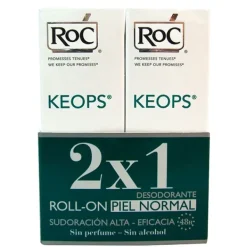 RoC RoC
PROMESSES TENUES* PROMESSES TENUES*
WE KEEP OUR PROMISES* WE KEEP OUR PROMISES*
KEOPS® KEOPS®
2x1
DESODORANTE
ROLL-ON PIEL NORMAL
SUDORACIÓN ALTA - EFICACIA 48h
Sin perfume - Sin alcohol